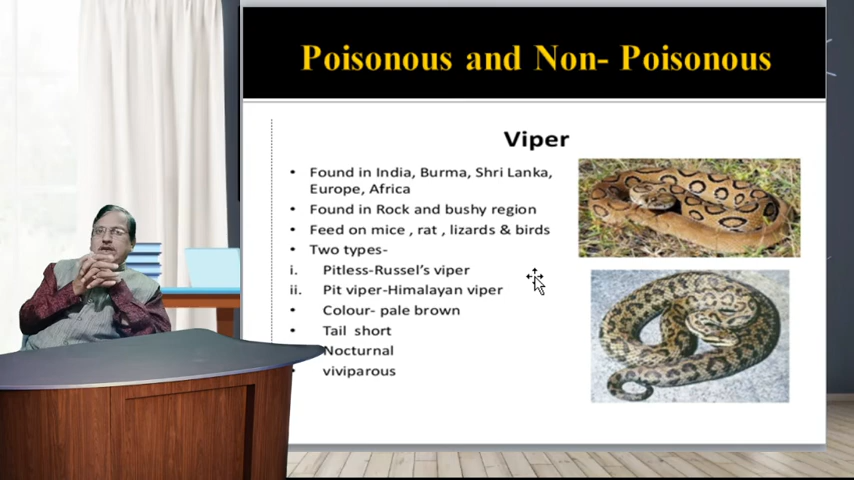 Poisonous and Non- Poisonous
Viper
• Found in India, Burma, Shri Lanka,
Europe, Africa
• Found in Rock and bushy region
• Feed on mice , rat , lizards & birds
• Two types-
i. Pitless-Russel's viper
ii. Pit viper-Himalayan viper
• Colour- pale brown
• Tail short
Nocturnal
viviparous